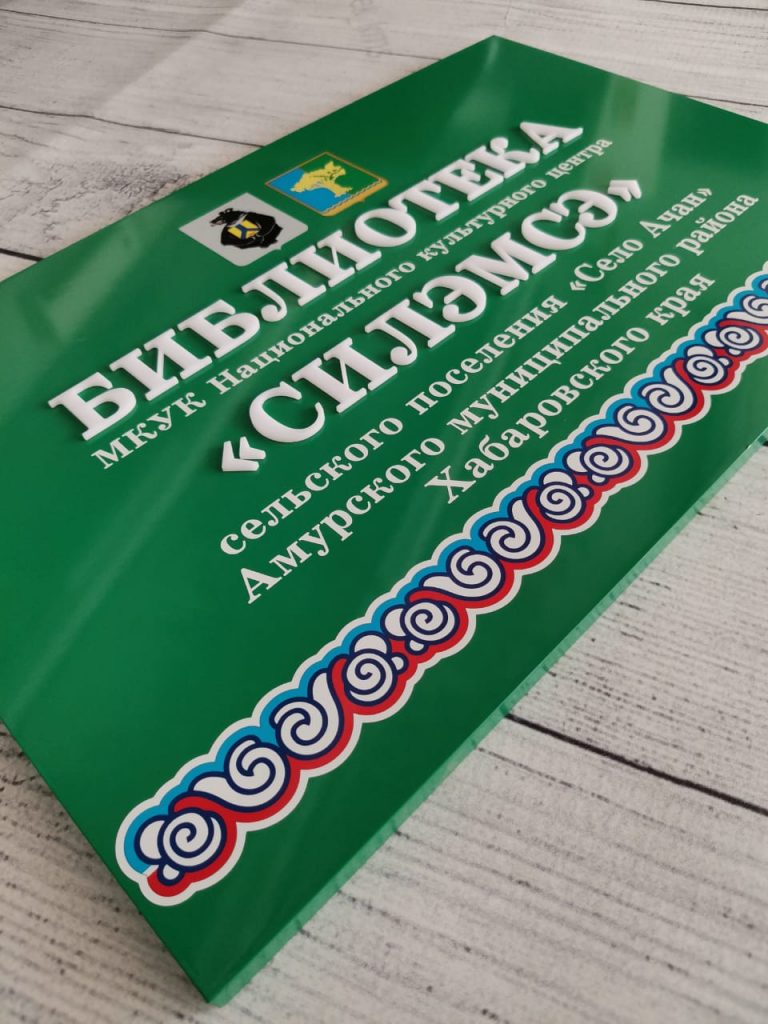 БИБЛИОТЕКА
МКУК Национального культурного центра
«СИЛЭМСЭ»
сельского поселения «Село Ачан»
Амурского муниципального района
Хабаровского края